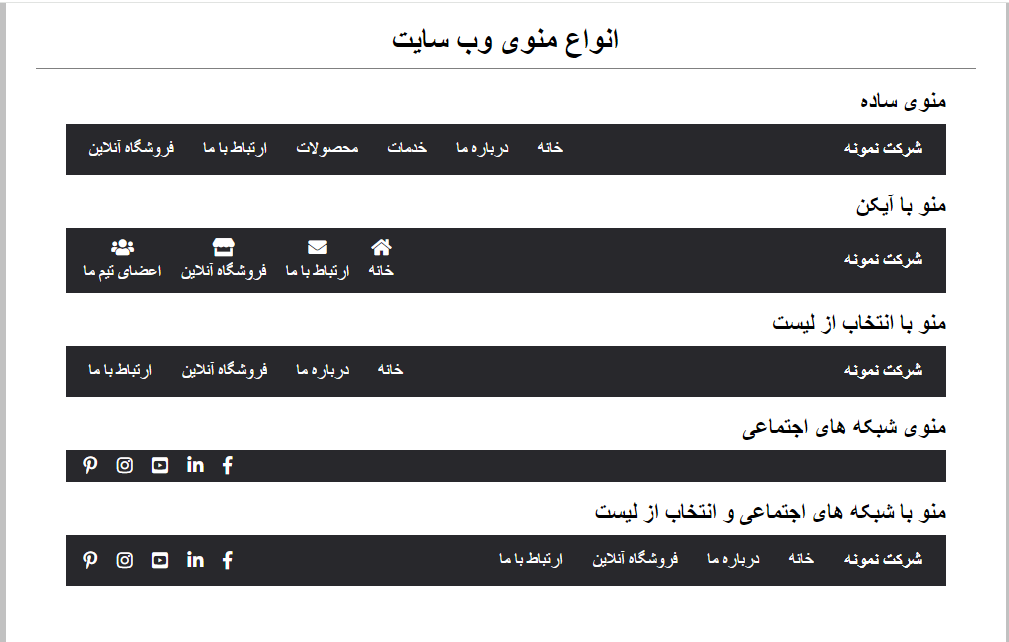 انواع منوی وب سایت
منوی ساده
شرکت نمونه خانه درباره ما خدمات محصولات ارتباط با ما فروشگاه آنلاین
منو با آیکن
شرکت نمونه خانه ارتباط با ما فروشگاه آنلاین اعضای تیم ما
منو با انتخاب از لیست
شرکت نمونه خانه درباره ما فروشگاه آنلاین ارتباط با ما
منوی شبکه های اجتماعی
منو با شبکه های اجتماعی و انتخاب از لیست
شرکت نمونه خانه درباره ما فروشگاه آنلاین ارتباط با ما